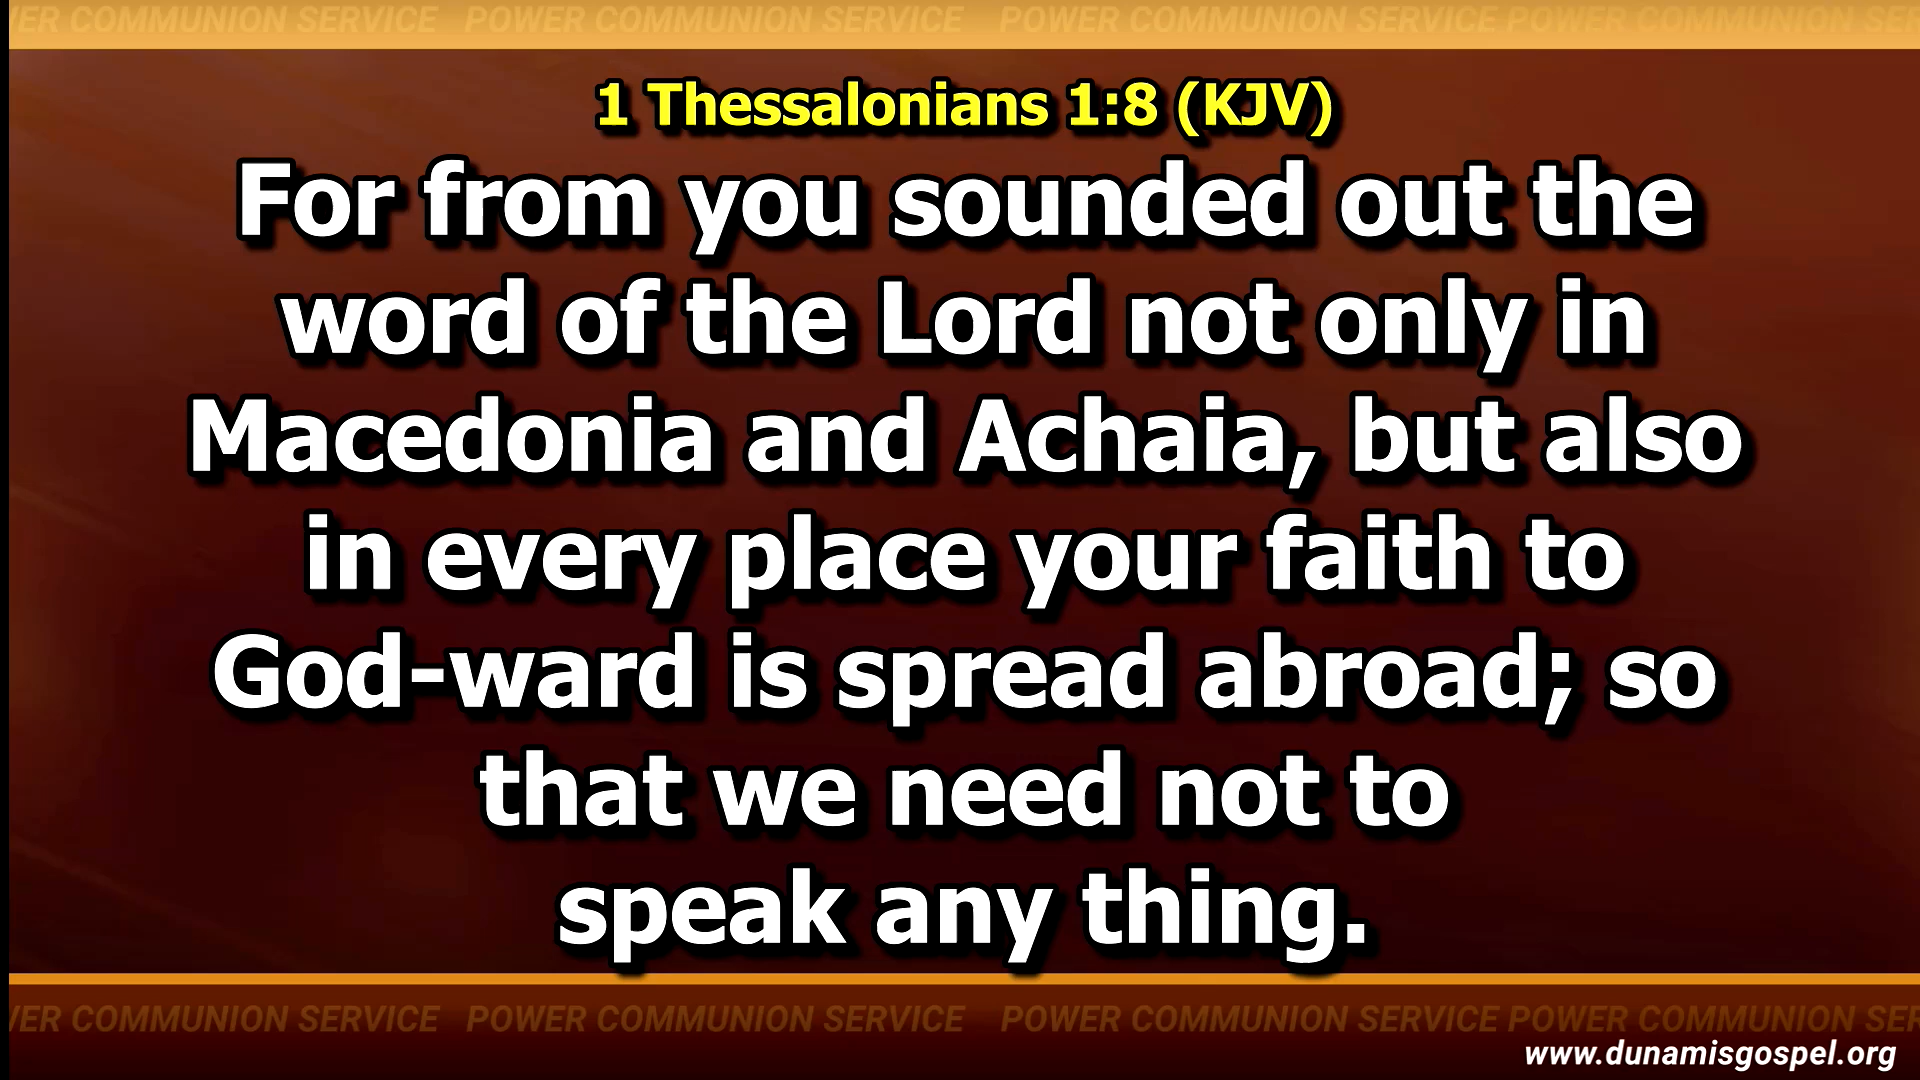 WER COMMUNION SERVICE POWER COMMUNION SERVICE POWER COMMUNION SERVICE POWER COMMUNION SER
1 Thessalonians 1:8 (KJV)
For from you sounded out the
word of the Lord not only in
Macedonia and Achaia, but also
in every place your faith to
God-ward is spread abroad; so
that we need not to
speak any thing.
WER COMMUNION SERVICE POWER COMMUNION SERVICE POWER COMMUNION SERVICE POWER COMMUNION SER
www.dunamisgospel.org